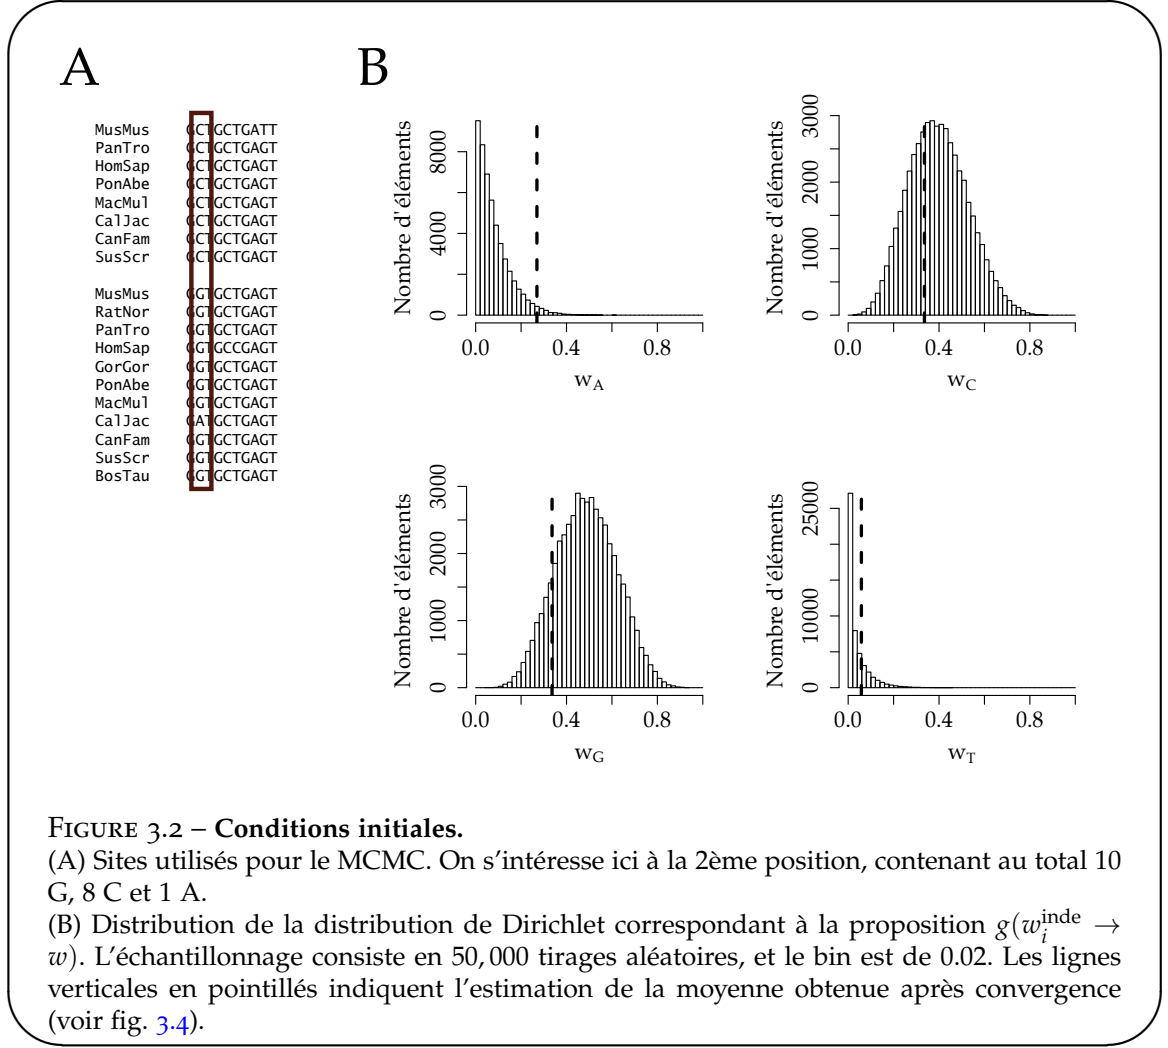 A
B
MusMus GCTGCTGATT
PanTro GCTGCTGAGT
HomSap GCTGCTGAGT
PonAbe GCTGCTGAGT
MacMul GCTGCTGAGT
CalJac GCTGCTGAGT
CanFam GCTGCTGAGT
SusScr GCTGCTGAGT
MusMus GGTGCTGAGT
RatNor GGTGCTGAGT
PanTro GGTGCTGAGT
HomSap GGTGCCGAGT
GorGor GGTGCTGAGT
PonAbe GGTGCTGAGT
MacMul GGTGCTGAGT
CalJac GATGCTGAGT
CanFam GGTGCTGAGT
SusScr GGTGCTGAGT
BosTau GGTGCTGAGT
Nombre d'éléments
0 4000 8000
0.0 0.4 0.8
w_A
Nombre d'éléments
0 1000 2000 3000
0.0 0.4 0.8
w_C
Nombre d'éléments
0 1000 2000 3000
0.0 0.4 0.8
w_G
Nombre d'éléments
0 10000 25000
0.0 0.4 0.8
w_T
FIGURE 3.2 – Conditions initiales.
(A) Sites utilisés pour le MCMC. On s'intéresse ici à la 2ème position, contenant au total 10
G, 8 C et 1 A.
(B) Distribution de la distribution de Dirichlet correspondant à la proposition g(w_i^inde →
w). L'échantillonnage consiste en 50,000 tirages aléatoires, et le bin est de 0.02. Les lignes
verticales en pointillés indiquent l'estimation de la moyenne obtenue après convergence
(voir fig. 3.4).